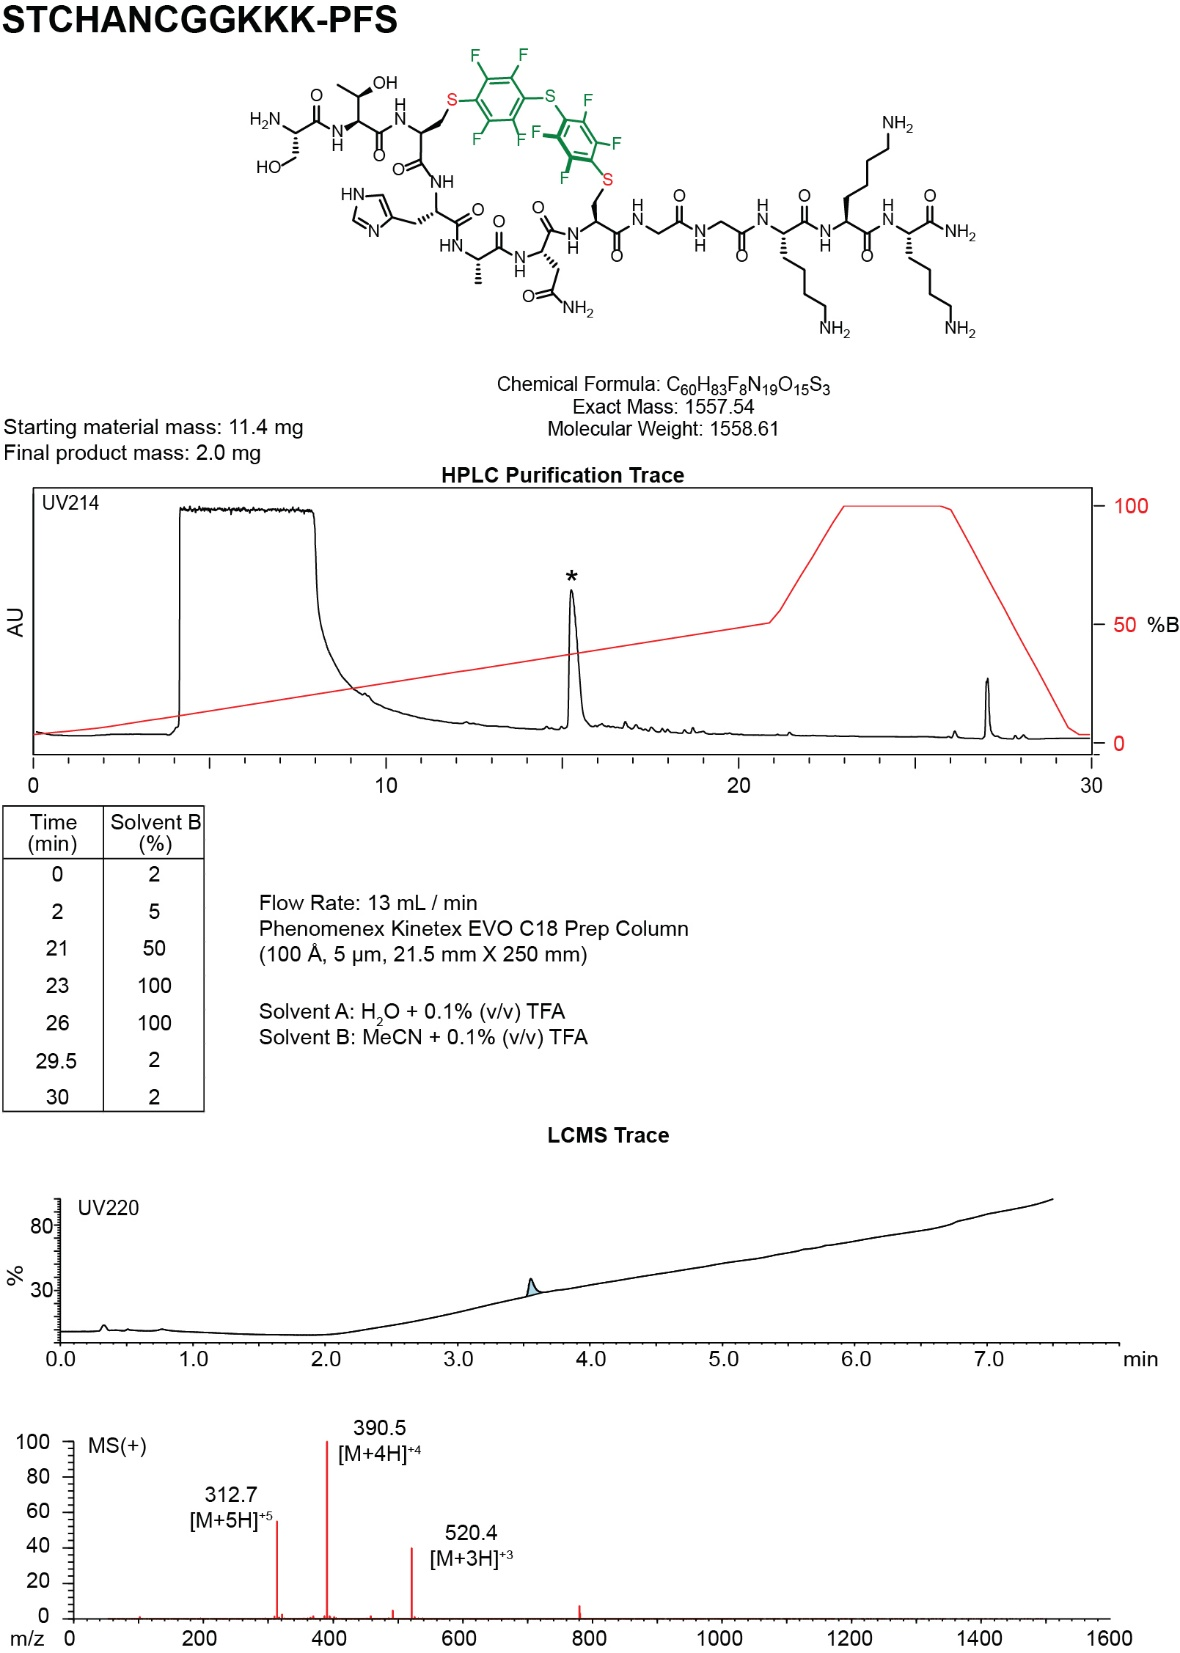 STCHANCGGKKK-PFS
F F
OH
O H S S F
H₂N N N F
H O F F F
HO O F S
NH NH₂
HN O O O H O H O H O
N HN N N N N N N NH₂
H H O H O H O
O NH₂
NH₂ NH₂
Chemical Formula: C₆₀H₈₃F₈N₁₉O₁₅S₃
Exact Mass: 1557.54
Molecular Weight: 1558.61
Starting material mass: 11.4 mg
Final product mass: 2.0 mg
HPLC Purification Trace
UV214
100
*
AU
50 %B
0
0 10 20 30
Time (min) Solvent B (%)
0 2
2 5
21 50
23 100
26 100
29.5 2
30 2
Flow Rate: 13 mL / min
Phenomenex Kinetex EVO C18 Prep Column
(100 Å, 5 µm, 21.5 mm X 250 mm)
Solvent A: H₂O + 0.1% (v/v) TFA
Solvent B: MeCN + 0.1% (v/v) TFA
LCMS Trace
UV220
80
%
30
0.0 1.0 2.0 3.0 4.0 5.0 6.0 7.0 min
390.5
[M+4H]⁺⁴
100 MS(+)
80
312.7
[M+5H]⁺⁵
60
520.4
[M+3H]⁺³
40
20
0
m/z 0 200 400 600 800 1000 1200 1400 1600